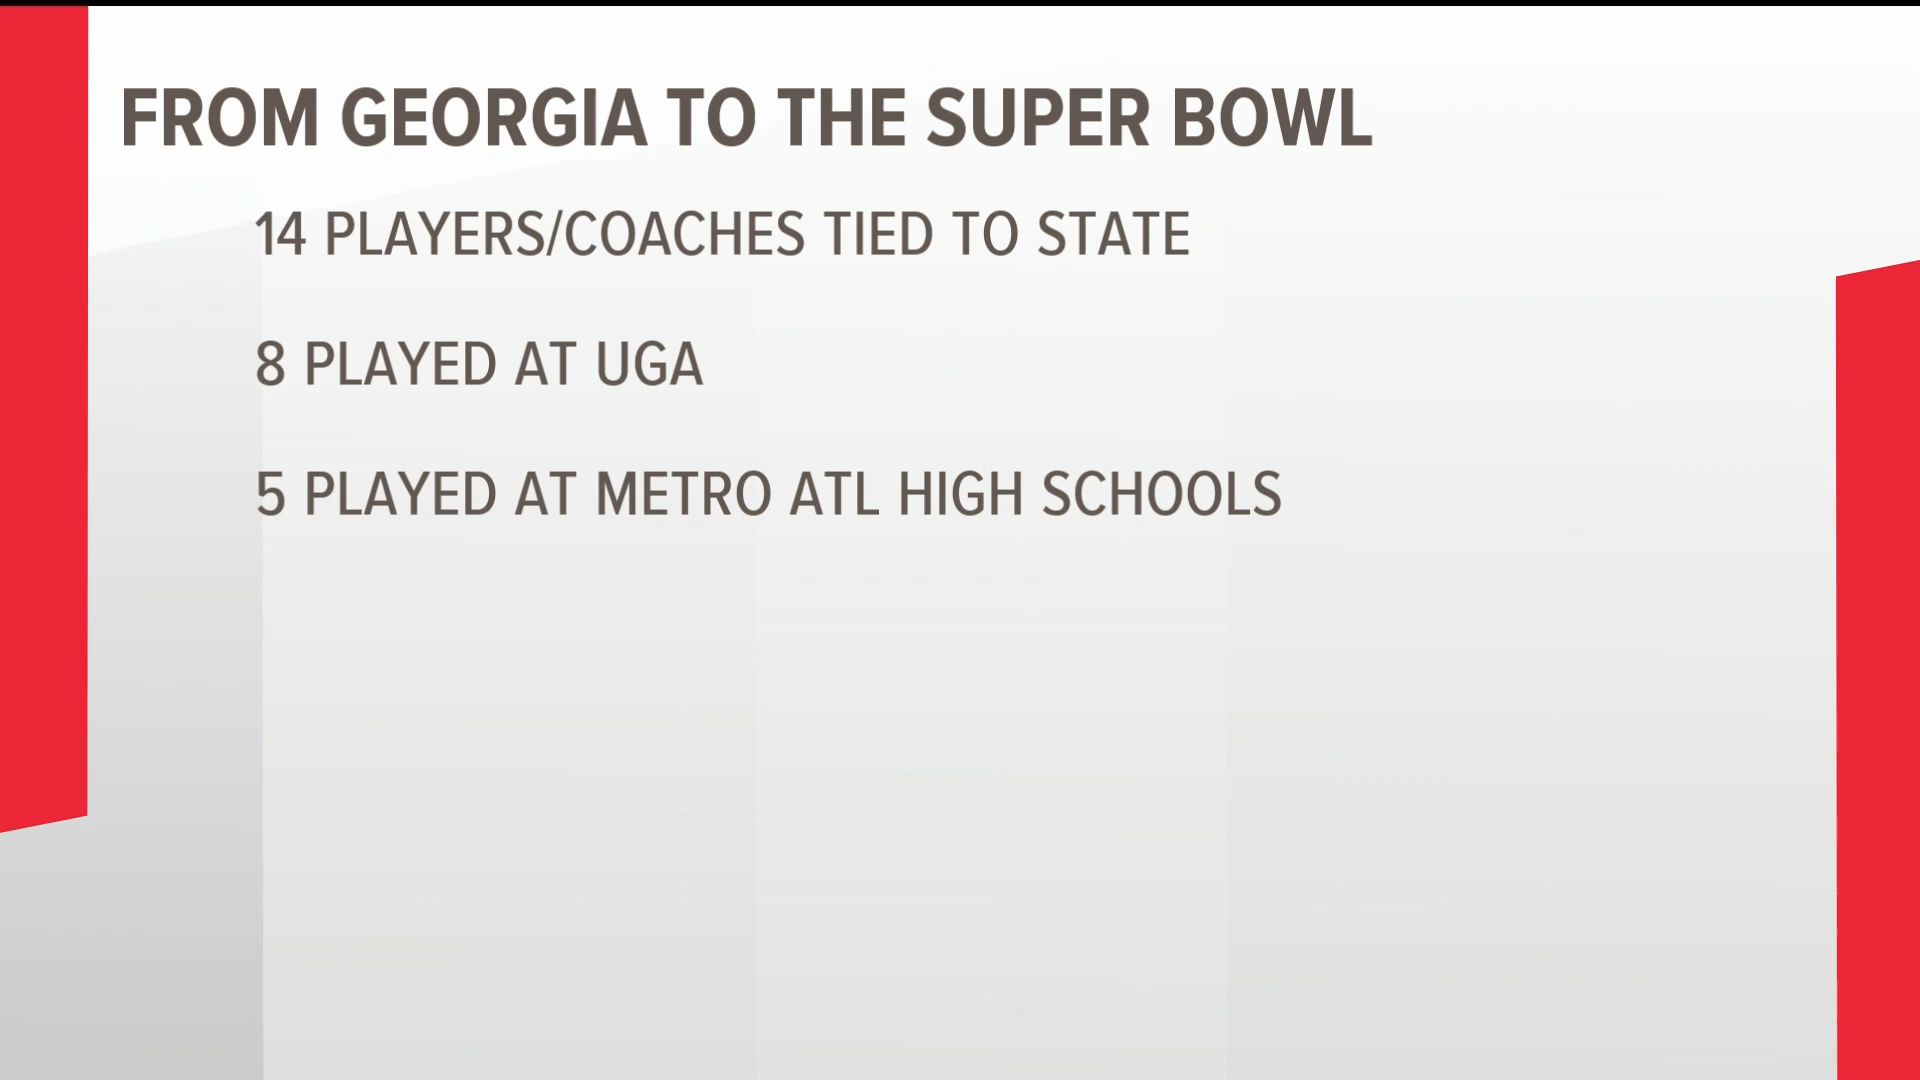 FROM GEORGIA TO THE SUPER BOWL
14 PLAYERS/COACHES TIED TO STATE
8 PLAYED AT UGA
5 PLAYED AT METRO ATL HIGH SCHOOLS